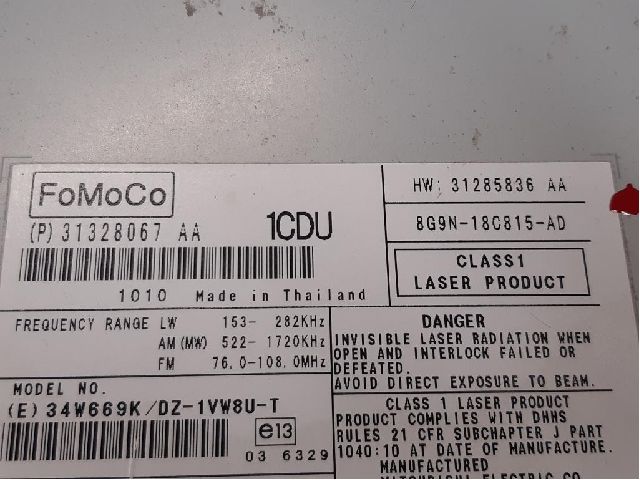 FoMoCo
(P) 31328067 AA 1CDU
1010 Made in Thailand
HW: 31285836 AA
8G9N-18C815-AD
CLASS1
LASER PRODUCT
FREQUENCY RANGE LW 153- 282KHz
AM (MW) 522- 1720KHz
FM 76.0-108.0MHz
MODEL NO.
(E) 34W669K/DZ-1VW8U-T
e13
03 6329
DANGER
INVISIBLE LASER RADIATION WHEN
OPEN AND INTERLOCK FAILED OR
DEFEATED.
AVOID DIRECT EXPOSURE TO BEAM.
CLASS 1 LASER PRODUCT
PRODUCT COMPLIES WITH DHHS
RULES 21 CFR SUBCHAPTER J PART
1040:10 AT DATE OF MANUFACTURE.
MANUFACTURED
MITSUBISHI ELECTRIC CO